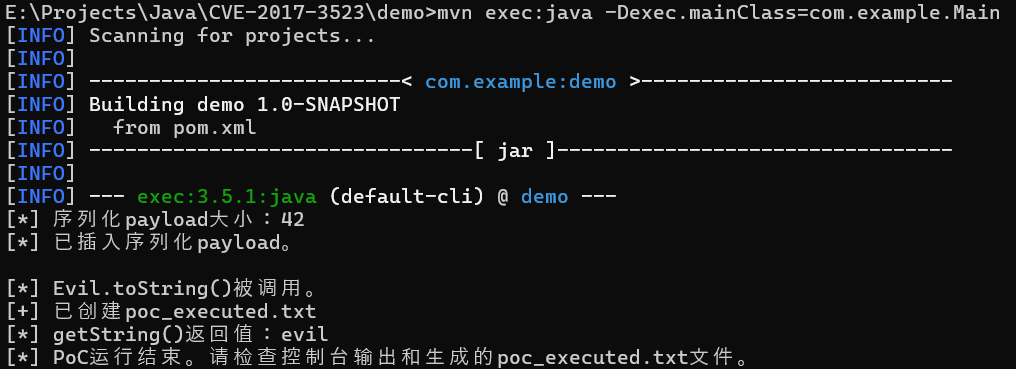 E:\Projects\Java\CVE-2017-3523\demo>mvn exec:java -Dexec.mainClass=com.example.Main
[INFO] Scanning for projects...
[INFO]
[INFO] --------------------------< com.example:demo >--------------------------
[INFO] Building demo 1.0-SNAPSHOT
[INFO]   from pom.xml
[INFO] --------------------------------[ jar ]---------------------------------
[INFO]
[INFO] --- exec:3.5.1:java (default-cli) @ demo ---
[*] 序列化payload大小：42
[*] 已插入序列化payload。
[*] Evil.toString()被调用。
[+] 已创建poc_executed.txt
[*] getString()返回值：evil
[*] PoC运行结束。请检查控制台输出和生成的poc_executed.txt文件。